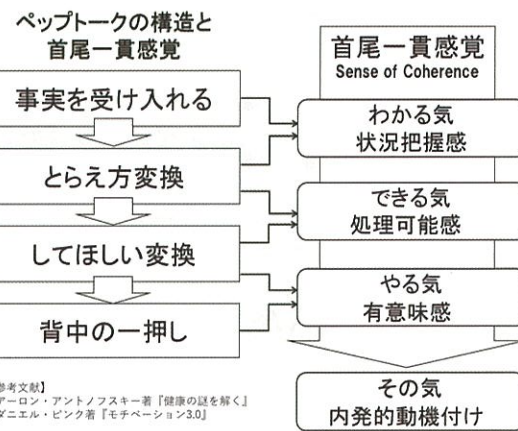 ペップトークの構造と
首尾一貫感覚
事実を受け入れる
とらえ方変換
してほしい変換
背中の一押し
首尾一貫感覚
Sense of Coherence
わかる気
状況把握感
できる気
処理可能感
やる気
有意味感
その気
内発的動機付け
参考文献】
アーロン・アントノフスキー著『健康の謎を解く』
ダニエル・ピンク著『モチベーション3.0』